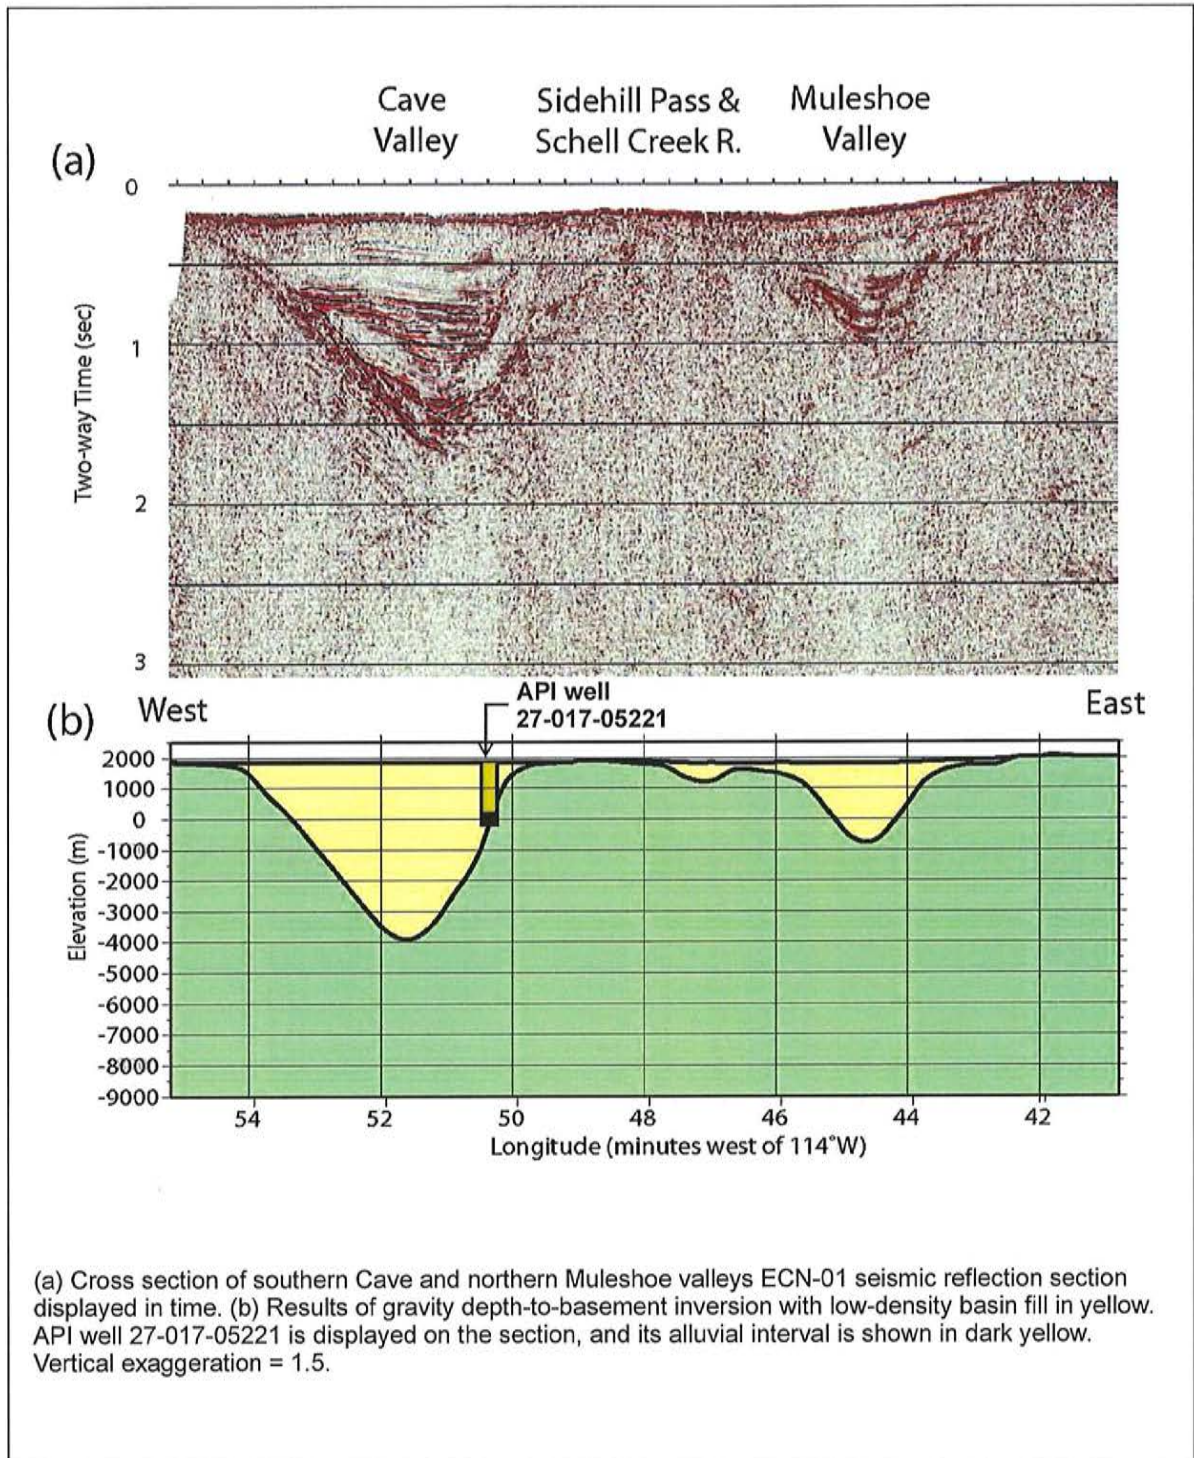 Cave
Valley
Sidehill Pass &
Schell Creek R.
Muleshoe
Valley
(a)
0
1
2
3
Two-way Time (sec)
(b)
West
API well
27-017-05221
East
2000
1000
0
-1000
-2000
-3000
-4000
-5000
-6000
-7000
-8000
-9000
Elevation (m)
54
52
50
48
46
44
42
Longitude (minutes west of 114°W)
(a) Cross section of southern Cave and northern Muleshoe valleys ECN-01 seismic reflection section
displayed in time. (b) Results of gravity depth-to-basement inversion with low-density basin fill in yellow.
API well 27-017-05221 is displayed on the section, and its alluvial interval is shown in dark yellow.
Vertical exaggeration = 1.5.